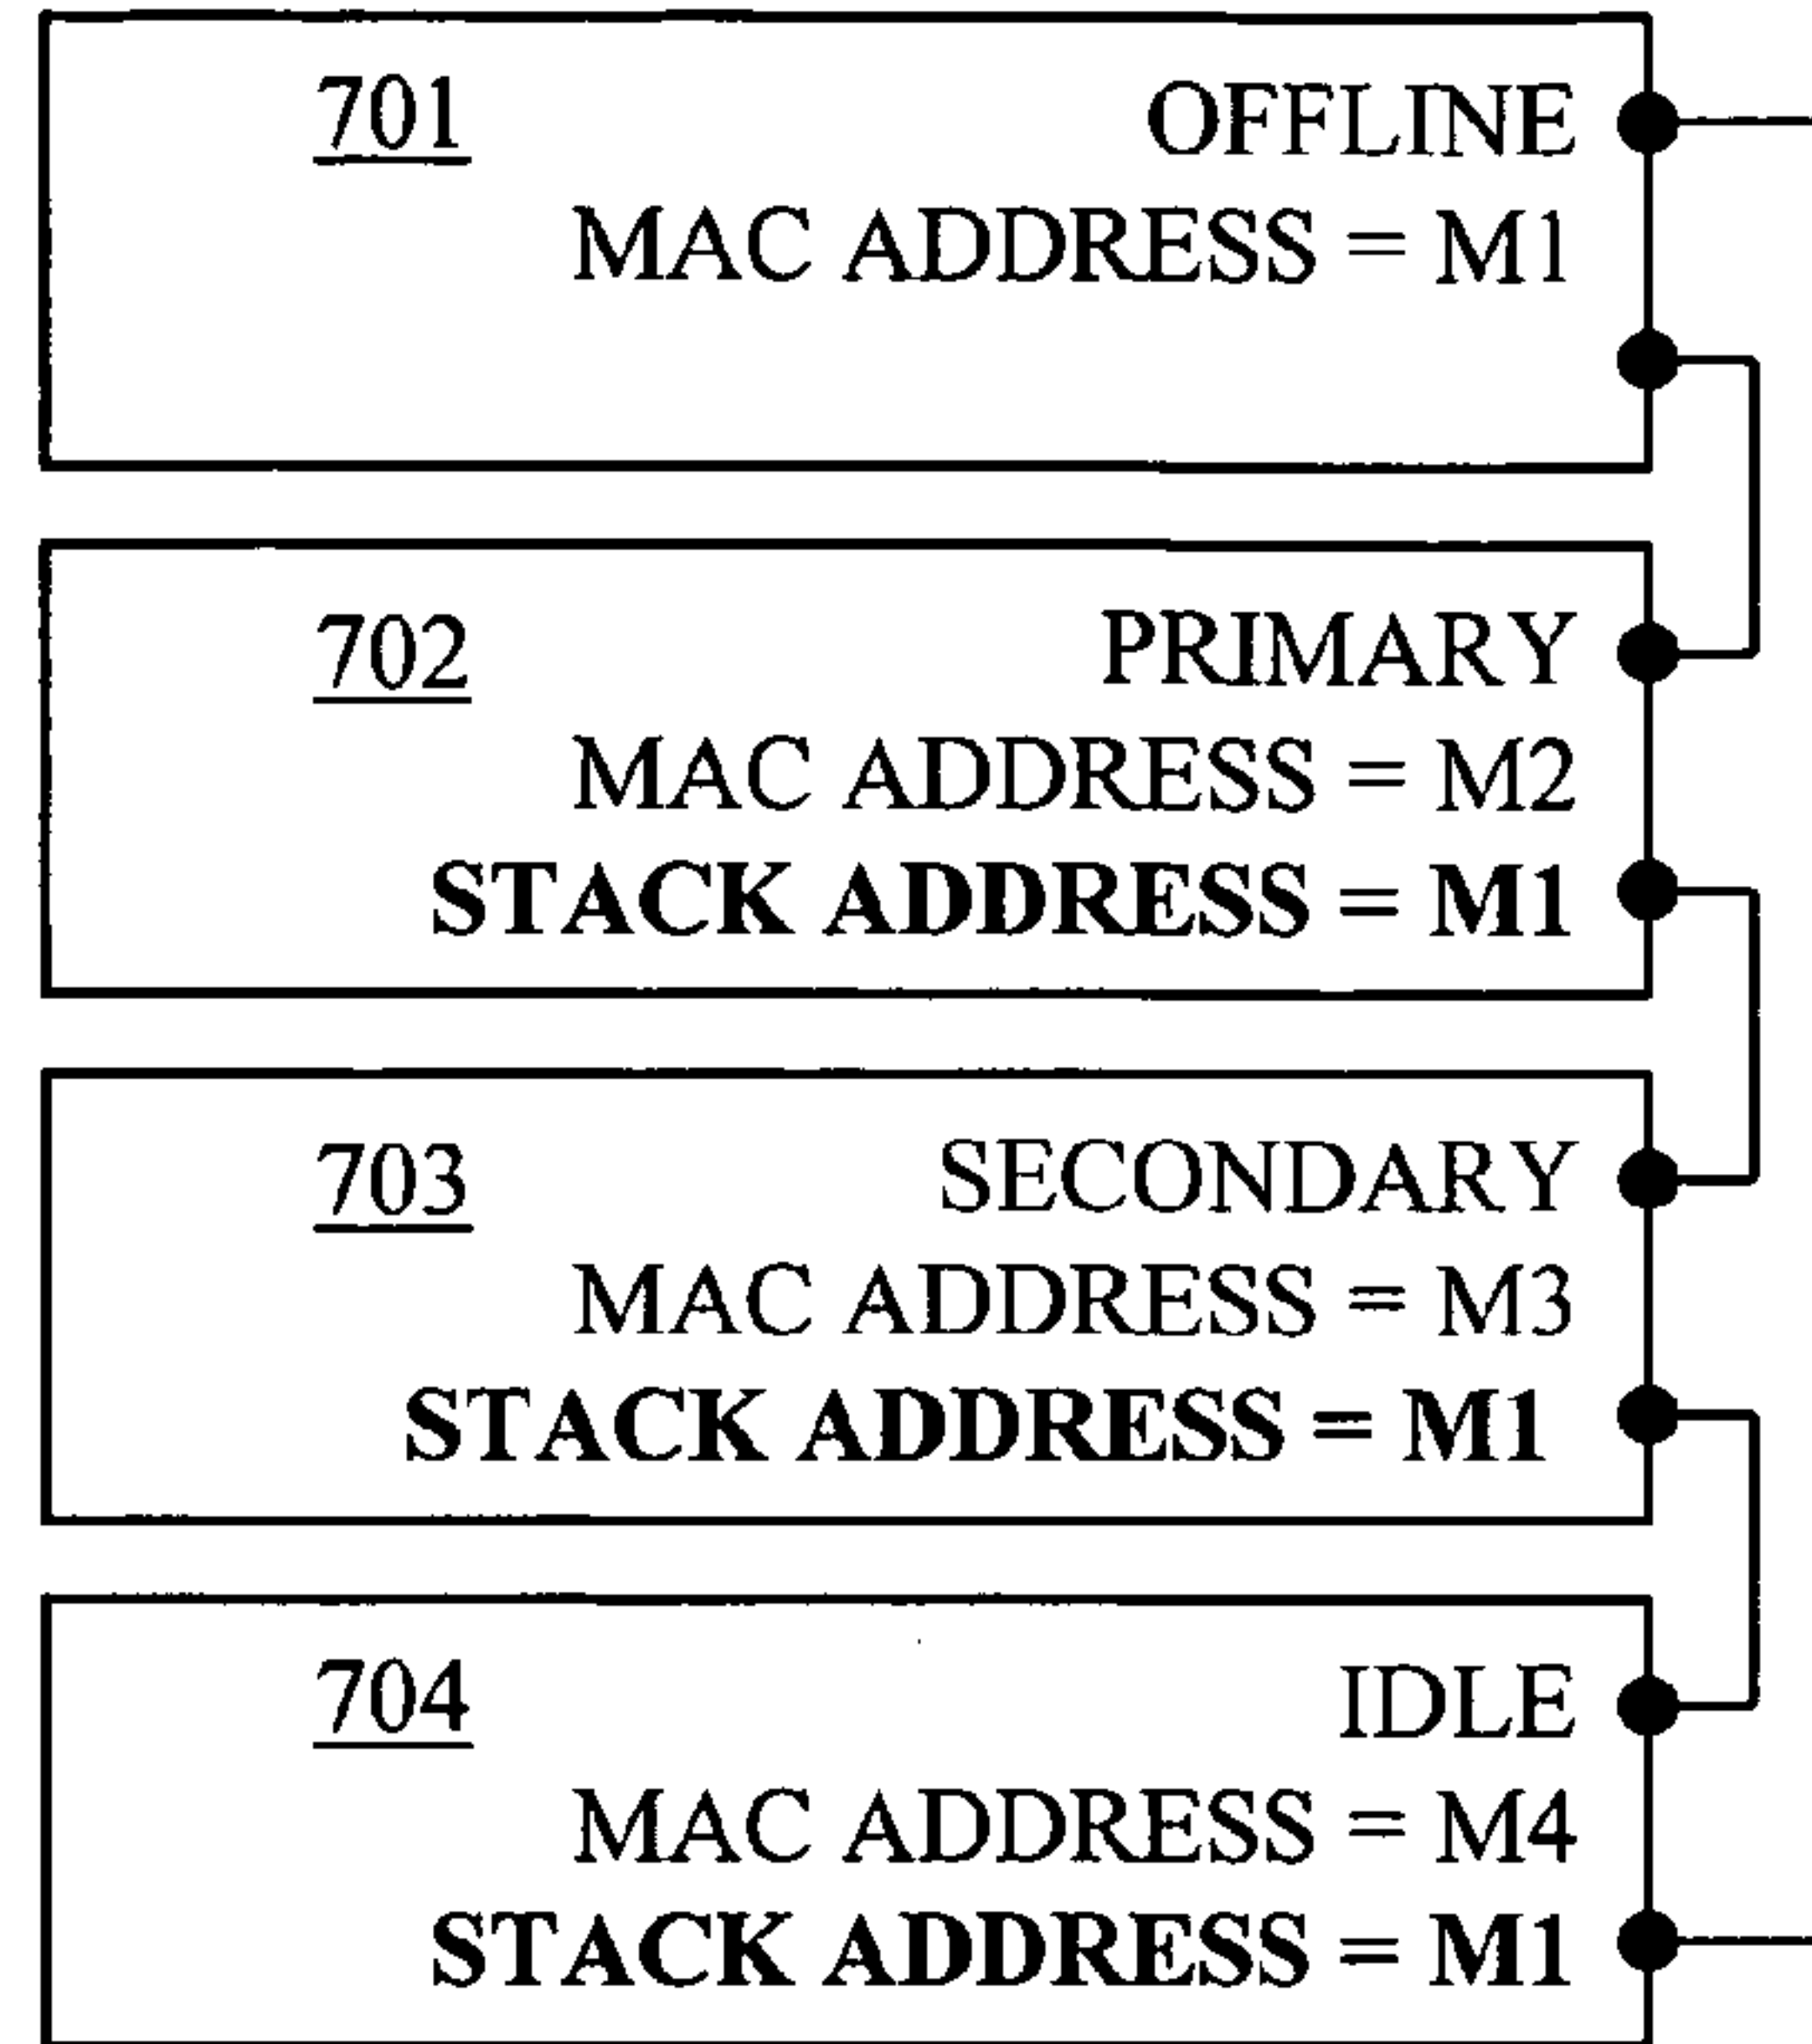 701 OFFLINE
MAC ADDRESS = M1
702 PRIMARY
MAC ADDRESS = M2
STACK ADDRESS = M1
703 SECONDARY
MAC ADDRESS = M3
STACK ADDRESS = M1
704 IDLE
MAC ADDRESS = M4
STACK ADDRESS = M1